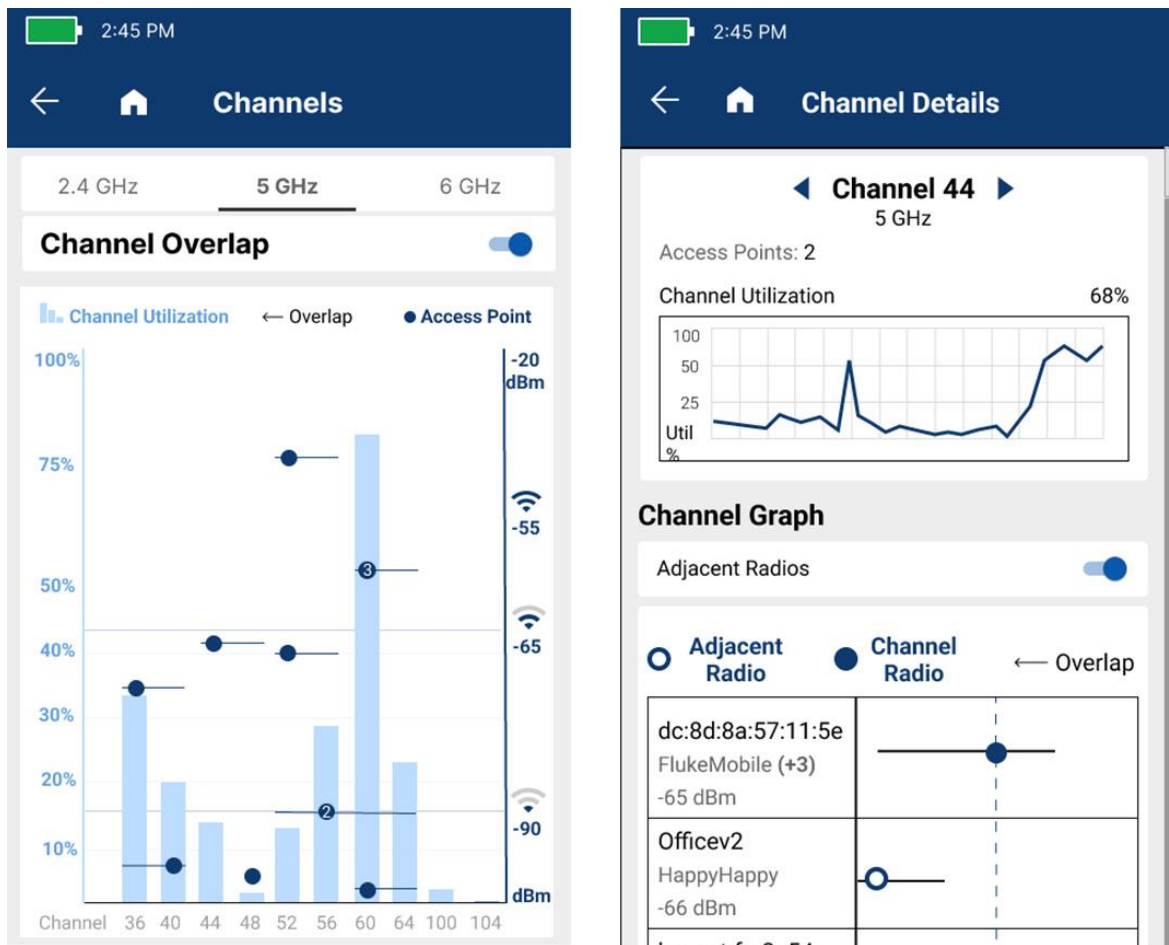 2:45 PM
Channels
2.4 GHz 5 GHz 6 GHz
Channel Overlap
Channel Utilization ← Overlap Access Point
100% -20
dBm
75%
-55
50%
3
40% -65
30%
20%
2
-90
10%
dBm
Channel 36 40 44 48 52 56 60 64 100 104
2:45 PM
Channel Details
Channel 44
5 GHz
Access Points: 2
Channel Utilization 68%
100
50
25
Util
%
Channel Graph
Adjacent Radios
Adjacent
Radio
Channel
Radio
← Overlap
dc:8d:8a:57:11:5e
FlukeMobile (+3)
-65 dBm
Officev2
HappyHappy
-66 dBm